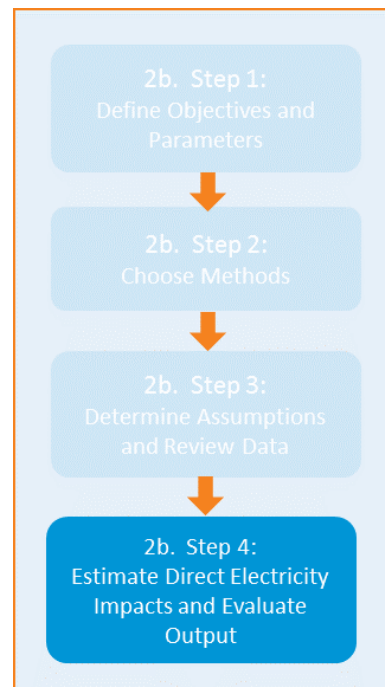 2b. Step 1:
Define Objectives and
Parameters
2b. Step 2:
Choose Methods
2b. Step 3:
Determine Assumptions
and Review Data
2b. Step 4:
Estimate Direct Electricity
Impacts and Evaluate
Output